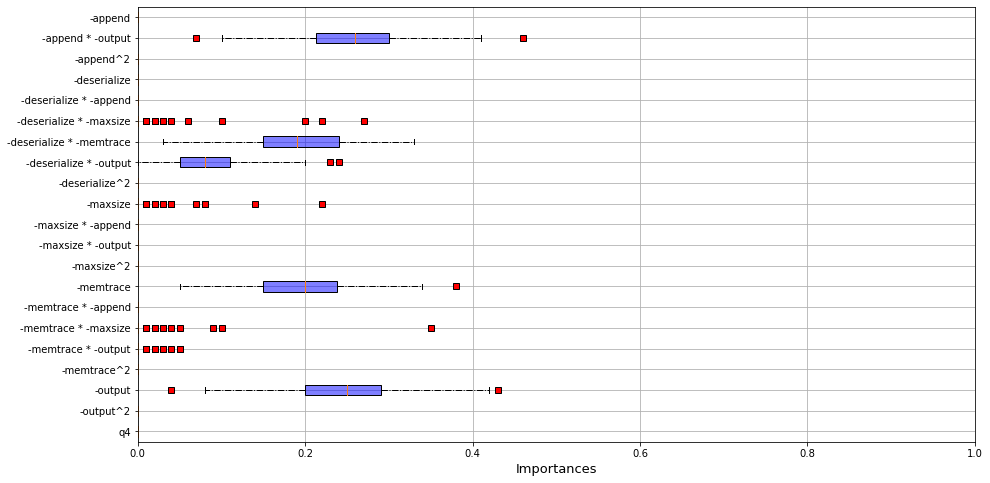 -append
-append * -output
-append^2
-deserialize
-deserialize * -append
-deserialize * -maxsize
-deserialize * -memtrace
-deserialize * -output
-deserialize^2
-maxsize
-maxsize * -append
-maxsize * -output
-maxsize^2
-memtrace
-memtrace * -append
-memtrace * -maxsize
-memtrace * -output
-memtrace^2
-output
-output^2
q4
0.0 0.2 0.4 0.6 0.8 1.0
Importances